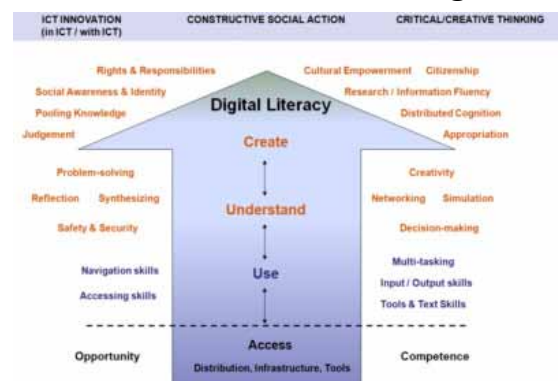 ICT INNOVATION
(in ICT / with ICT)
CONSTRUCTIVE SOCIAL ACTION
CRITICAL/CREATIVE THINKING
Rights & Responsibilities
Cultural Empowerment Citizenship
Social Awareness & Identity
Research / Information Fluency
Pooling Knowledge
Digital Literacy
Distributed Cognition
Judgement
Appropriation
Create
Problem-solving
Creativity
Reflection Synthesizing
Networking Simulation
Understand
Safety & Security
Decision-making
Multi-tasking
Navigation skills
Use
Input / Output skills
Accessing skills
Tools & Text Skills
Access
Opportunity
Competence
Distribution, Infrastructure, Tools